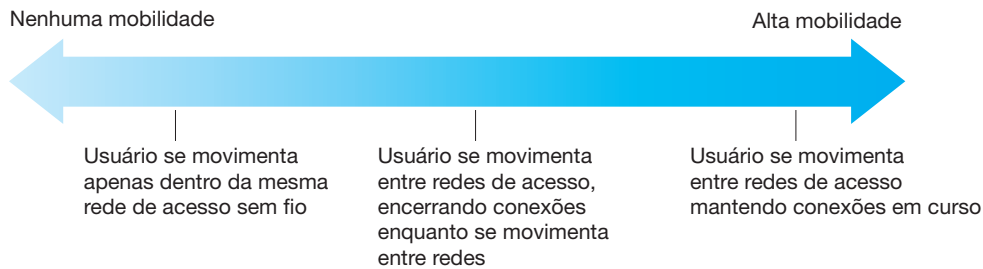 Nenhuma mobilidade
Alta mobilidade
Usuário se movimenta
apenas dentro da mesma
rede de acesso sem fio
Usuário se movimenta
entre redes de acesso,
encerrando conexões
enquanto se movimenta
entre redes
Usuário se movimenta
entre redes de acesso
mantendo conexões em curso